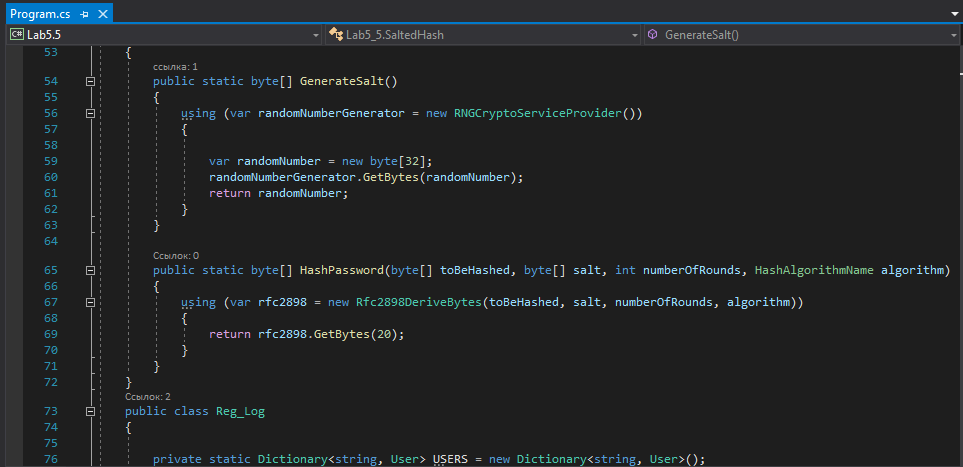 Program.cs
C# Lab5.5 Lab5_5.SaltedHash GenerateSalt()
53 {
ссылка: 1
54 public static byte[] GenerateSalt()
55 {
56 using (var randomNumberGenerator = new RNGCryptoServiceProvider())
57 {
58
59 var randomNumber = new byte[32];
60 randomNumberGenerator.GetBytes(randomNumber);
61 return randomNumber;
62 }
63 }
64
Ссылок: 0
65 public static byte[] HashPassword(byte[] toBeHashed, byte[] salt, int numberOfRounds, HashAlgorithmName algorithm)
66 {
67 using (var rfc2898 = new Rfc2898DeriveBytes(toBeHashed, salt, numberOfRounds, algorithm))
68 {
69 return rfc2898.GetBytes(20);
70 }
71 }
72 }
Ссылок: 2
73 public class Reg_Log
74 {
75
76 private static Dictionary<string, User> USERS = new Dictionary<string, User>();